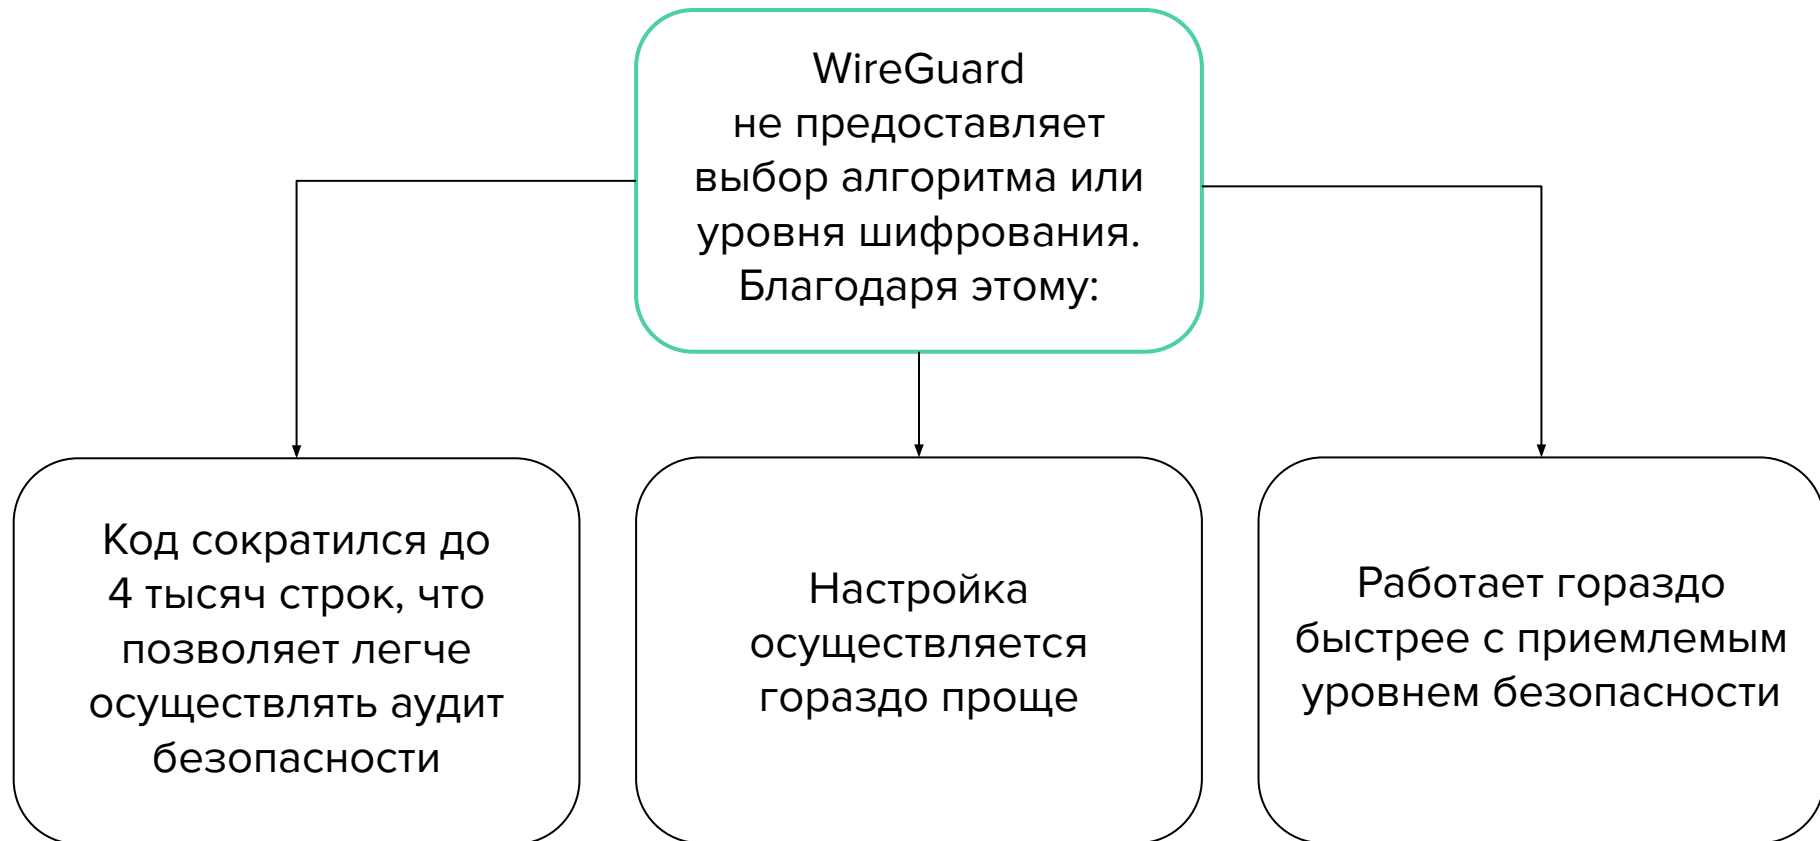 WireGuard
не предоставляет
выбор алгоритма или
уровня шифрования.
Благодаря этому:
Код сократился до
4 тысяч строк, что
позволяет легче
осуществлять аудит
безопасности
Настройка
осуществляется
гораздо проще
Работает гораздо
быстрее с приемлемым
уровнем безопасности